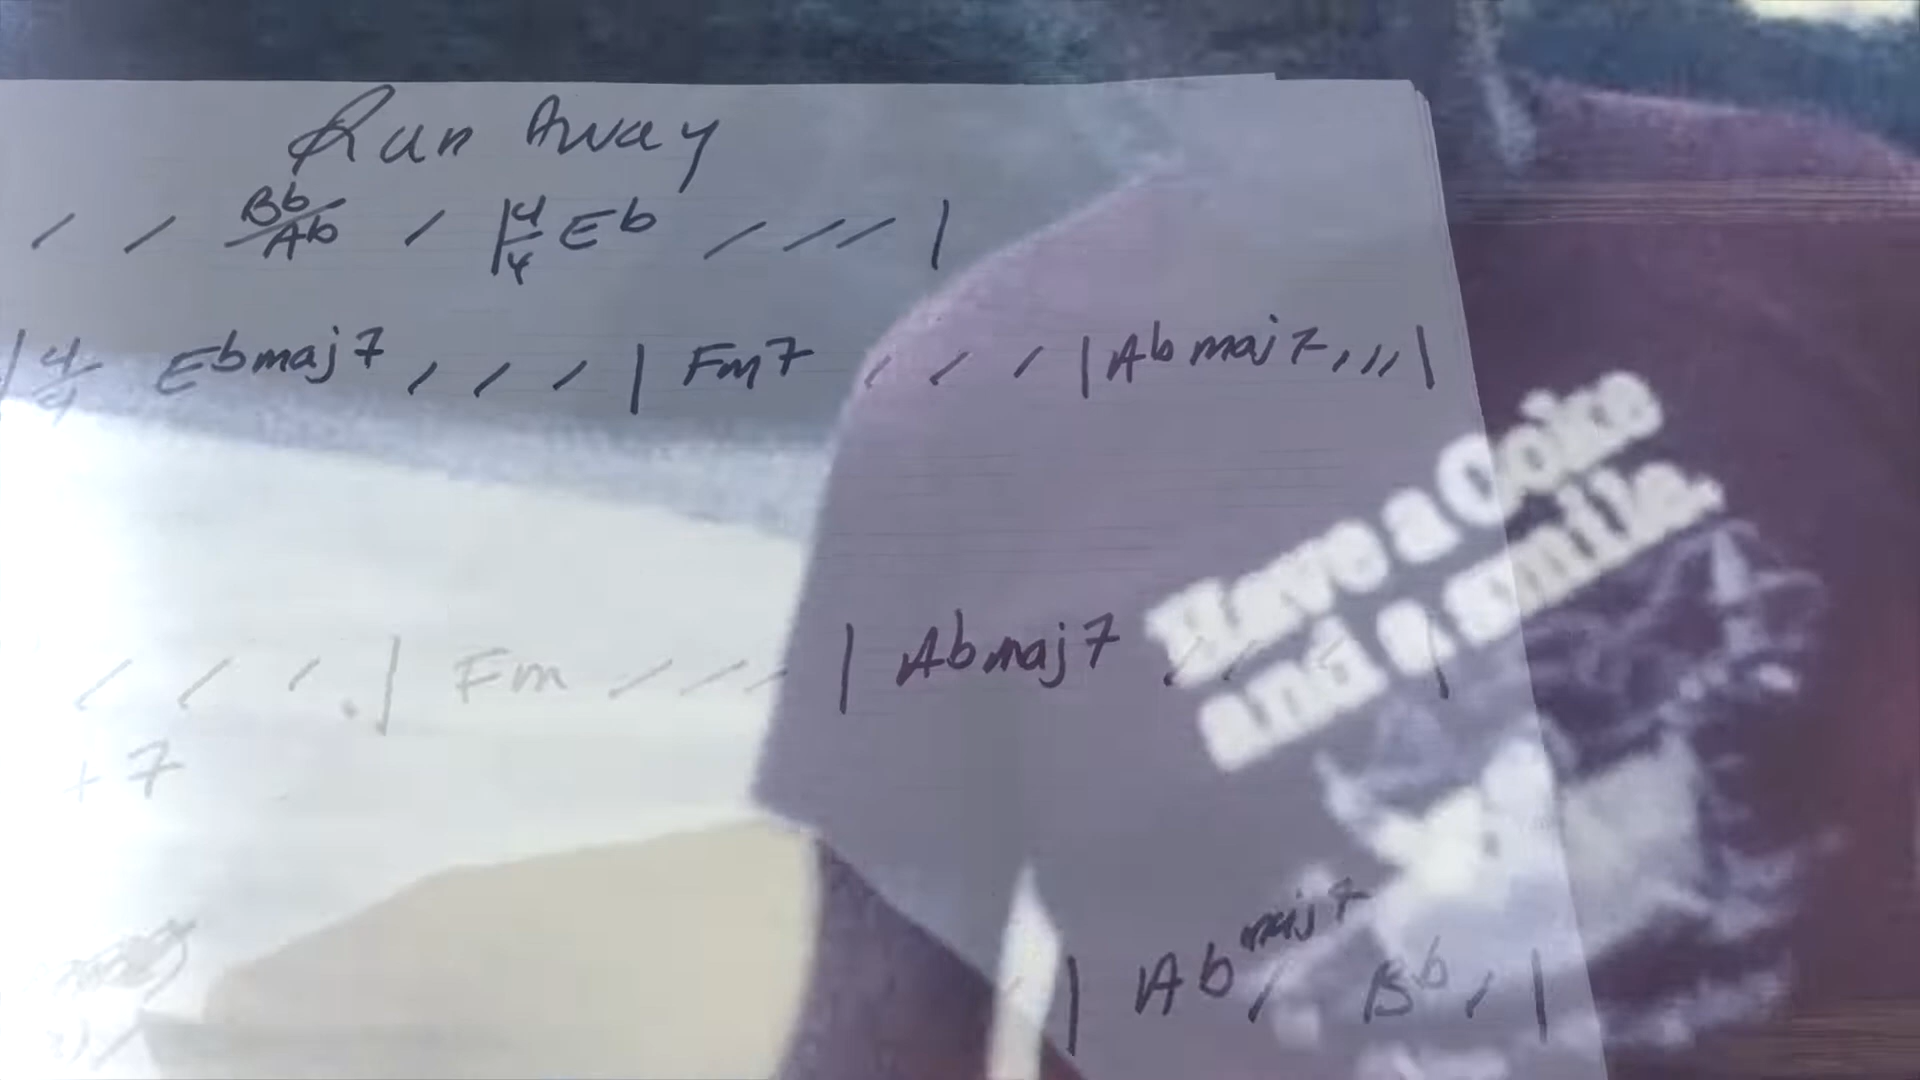 Run Away
/ / Bb/Ab / | 4/4 Eb / / / |
| 4/4 Ebmaj7 / / / | Fm7 / / / | Abmaj7 / / / |
Have a Coke
and a smile.
/ / / . | Fm / / / | Abmaj7 / / / |
+7
| Abmaj7 / Bb / |